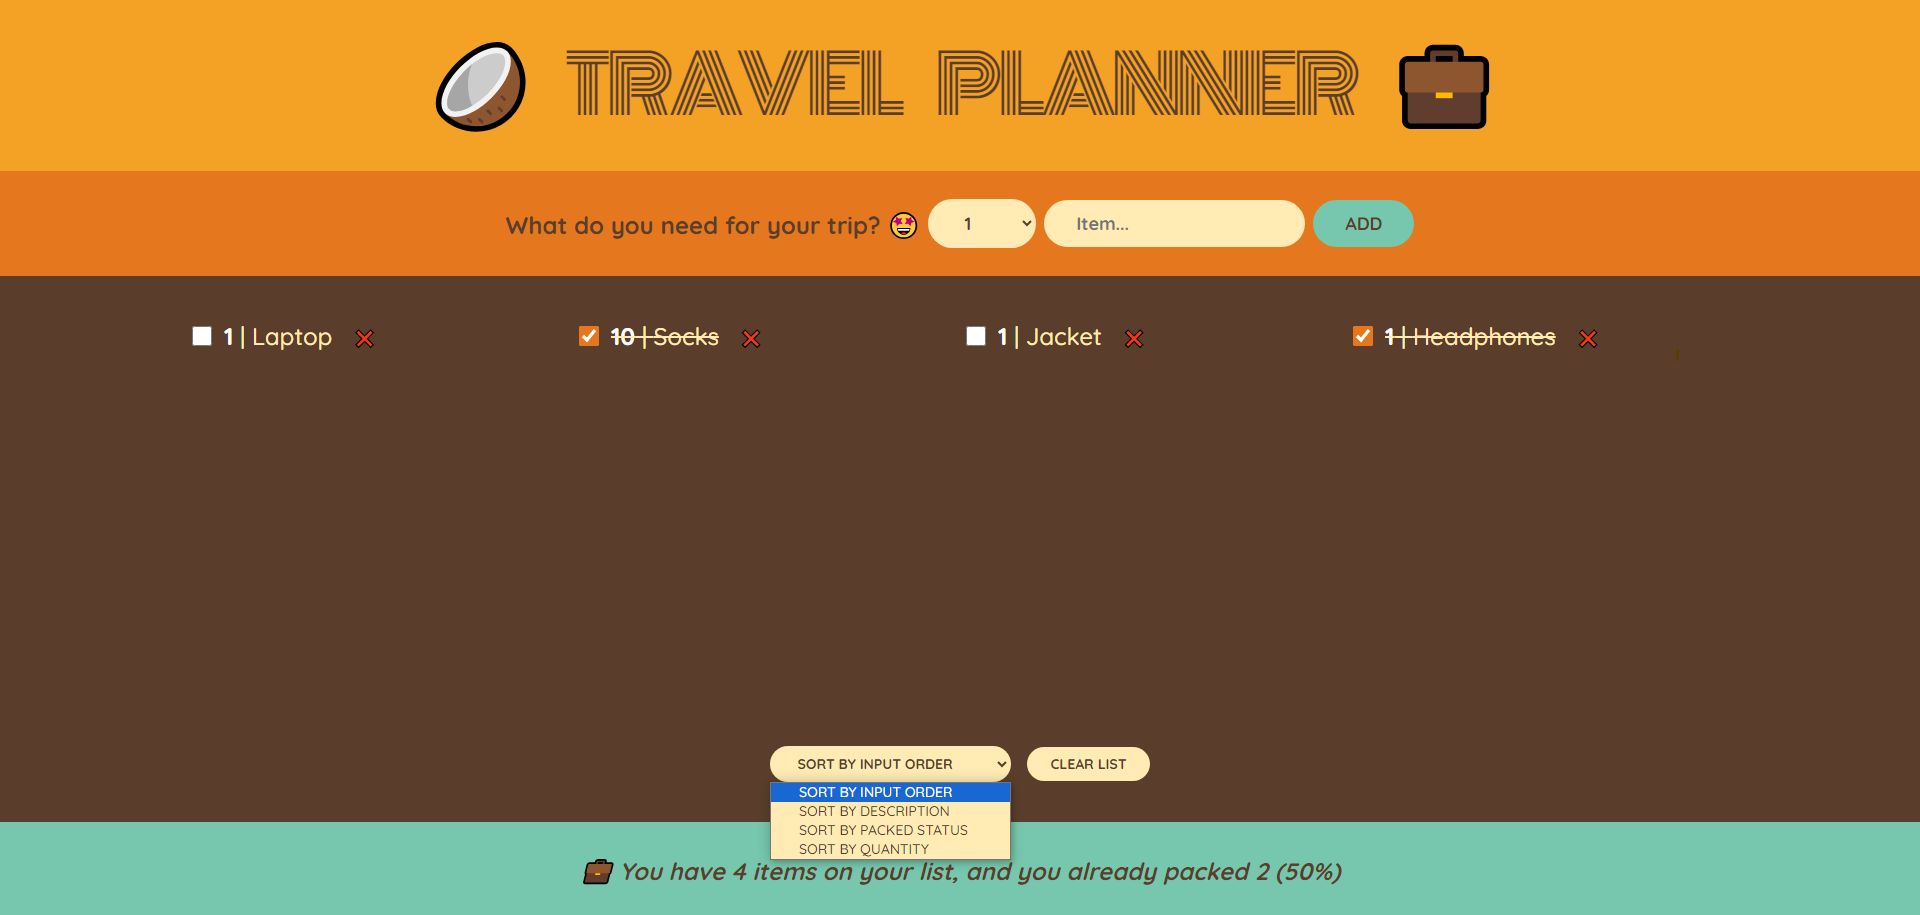 TRAVEL PLANNER
What do you need for your trip? 🤩 1 Item... ADD
1 | Laptop ❌ 10 | Socks ❌ 1 | Jacket ❌ 1 | Headphones ❌
SORT BY INPUT ORDER CLEAR LIST
SORT BY INPUT ORDER
SORT BY DESCRIPTION
SORT BY PACKED STATUS
SORT BY QUANTITY
💼 You have 4 items on your list, and you already packed 2 (50%)